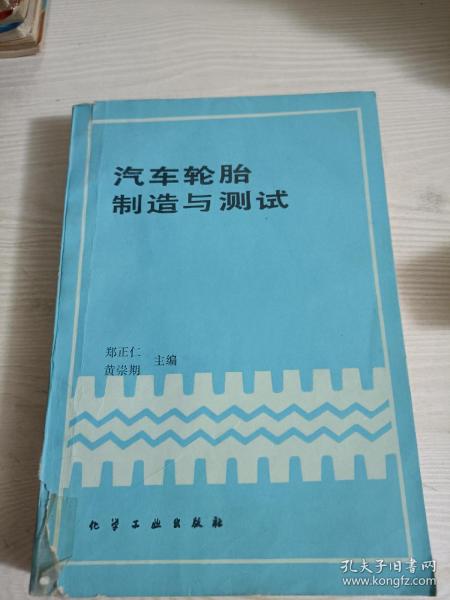 汽车轮胎
制造与测试
郑正仁
黄崇期
主编
化学工业出版社
孔夫子旧书网
www.kongfz.com